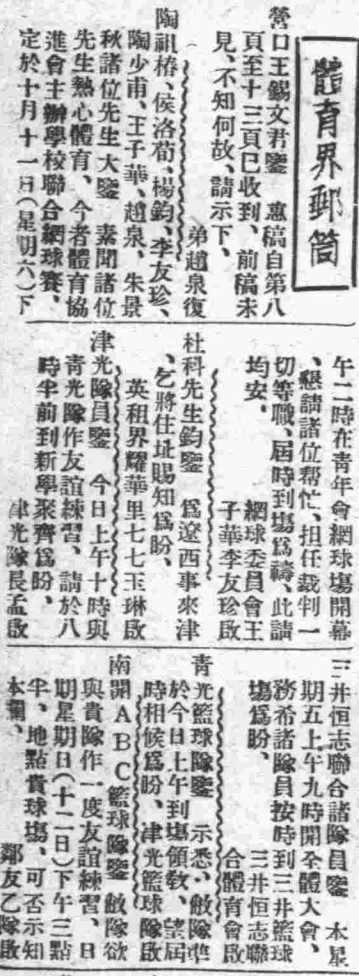 體育界郵筒
營口王錫文君鑒　惠稿自第八
頁至十三頁已收到、前稿未
見、不知何故、請示下、
弟趙泉復
陶祖椿、侯洛荀、楊鈞、李友珍、
陶少甫、王子華、趙泉、朱景
秋諸位先生大鑒　素聞諸位
先生熱心體育、今者體育協
進會主辦學校聯合網球賽、
定於十月十一日(星期六)下
午二時在青年會網球塲開幕
、懇請諸位帮忙、担任裁判一
切等職、屆時到塲爲禱、此請
均安、
網球委員會王
子華李友珍啟
杜科先生鈞鑒　爲遼西事來津
、乞將住址賜知爲盼、
英租界耀華里七七玉琳啟
津光隊員鑒　今日上午十時與
青光隊作友誼練習、請於八
時半前到新學聚齊爲盼、
津光隊長孟啟
三井恒志聯合諸隊員鑒　本星
期五上午九時開全體大會、
務希諸隊員按時到三井籃球
塲爲盼、
三井恒志聯
合體育會啟
青光籃球隊鑒　示悉、敝隊準
於今日上午到塲領敎、望屆
時相候爲盼、津光籃球隊啟
南開ＡＢＣ籃球隊鑒　敝隊欲
與貴隊作一度友誼練習、日
期星期日(十二日)下午三點
半、地點貴球塲、可否示知
本欄、
鄰友乙隊啟